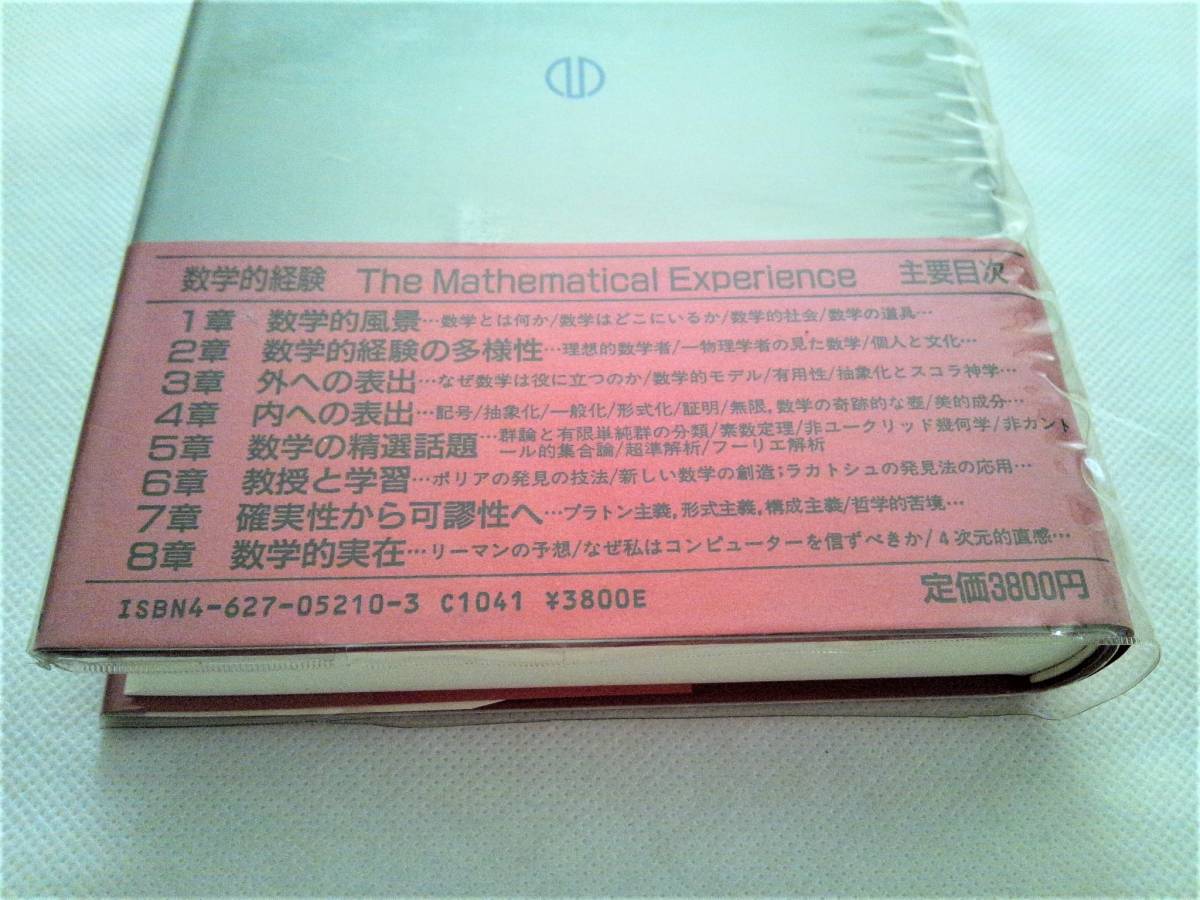 数学的経験 The Mathematical Experience 主要目次
1章 数学的風景…数学とは何か/数学はどこにいるか/数学的社会/数学の道具…
2章 数学的経験の多様性…理想的数学者/一物理学者の見た数学/個人と文化…
3章 外への表出…なぜ数学は役に立つのか/数学的モデル/有用性/抽象化とスコラ神学…
4章 内への表出…記号/抽象化/一般化/形式化/証明/無限,数学の奇跡的な壺/美的成分…
5章 数学の精選話題…群論と有限単純群の分類/素数定理/非ユークリッド幾何学/非カント
ール的集合論/超準解析/フーリエ解析
6章 教授と学習…ポリアの発見の技法/新しい数学の創造;ラカトシュの発見法の応用…
7章 確実性から可謬性へ…プラトン主義,形式主義,構成主義/哲学的苦境…
8章 数学的実在…リーマンの予想/なぜ私はコンピューターを信ずべきか/4次元的直感…
ISBN4-627-05210-3 C1041 ¥3800E 定価3800円